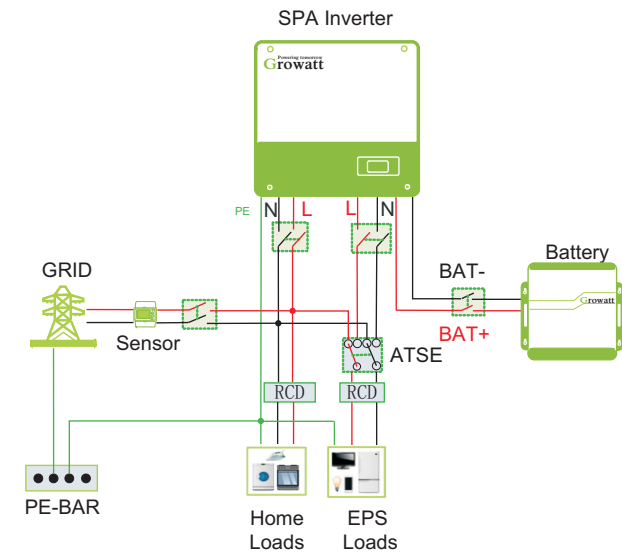 SPA Inverter
Powering tomorrow
Growatt
PE
N
L
L
N
GRID
Sensor
BAT-
BAT+
Battery
Growatt
ATSE
RCD
RCD
PE-BAR
Home
Loads
EPS
Loads